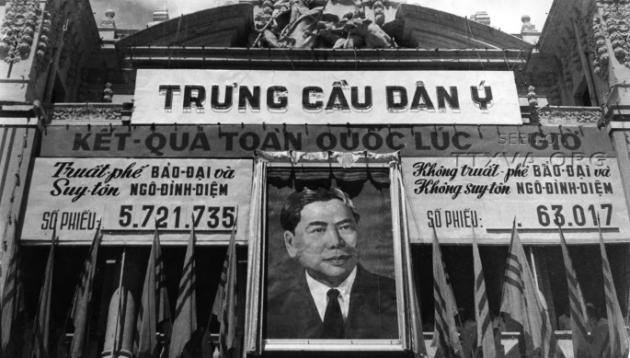 TRƯNG CẦU DÂN Ý
KẾT-QUẢ TOÀN QUỐC LÚC GIỜ
Truất-phế BẢO-ĐẠI và
Suy-tôn NGÔ-ĐÌNH-DIỆM
SỐ PHIẾU: 5.721.735
Không truất-phế BẢO-ĐẠI và
Không suy-tôn NGÔ-ĐÌNH-DIỆM
SỐ PHIẾU: 63.017
TTXVA.ORG